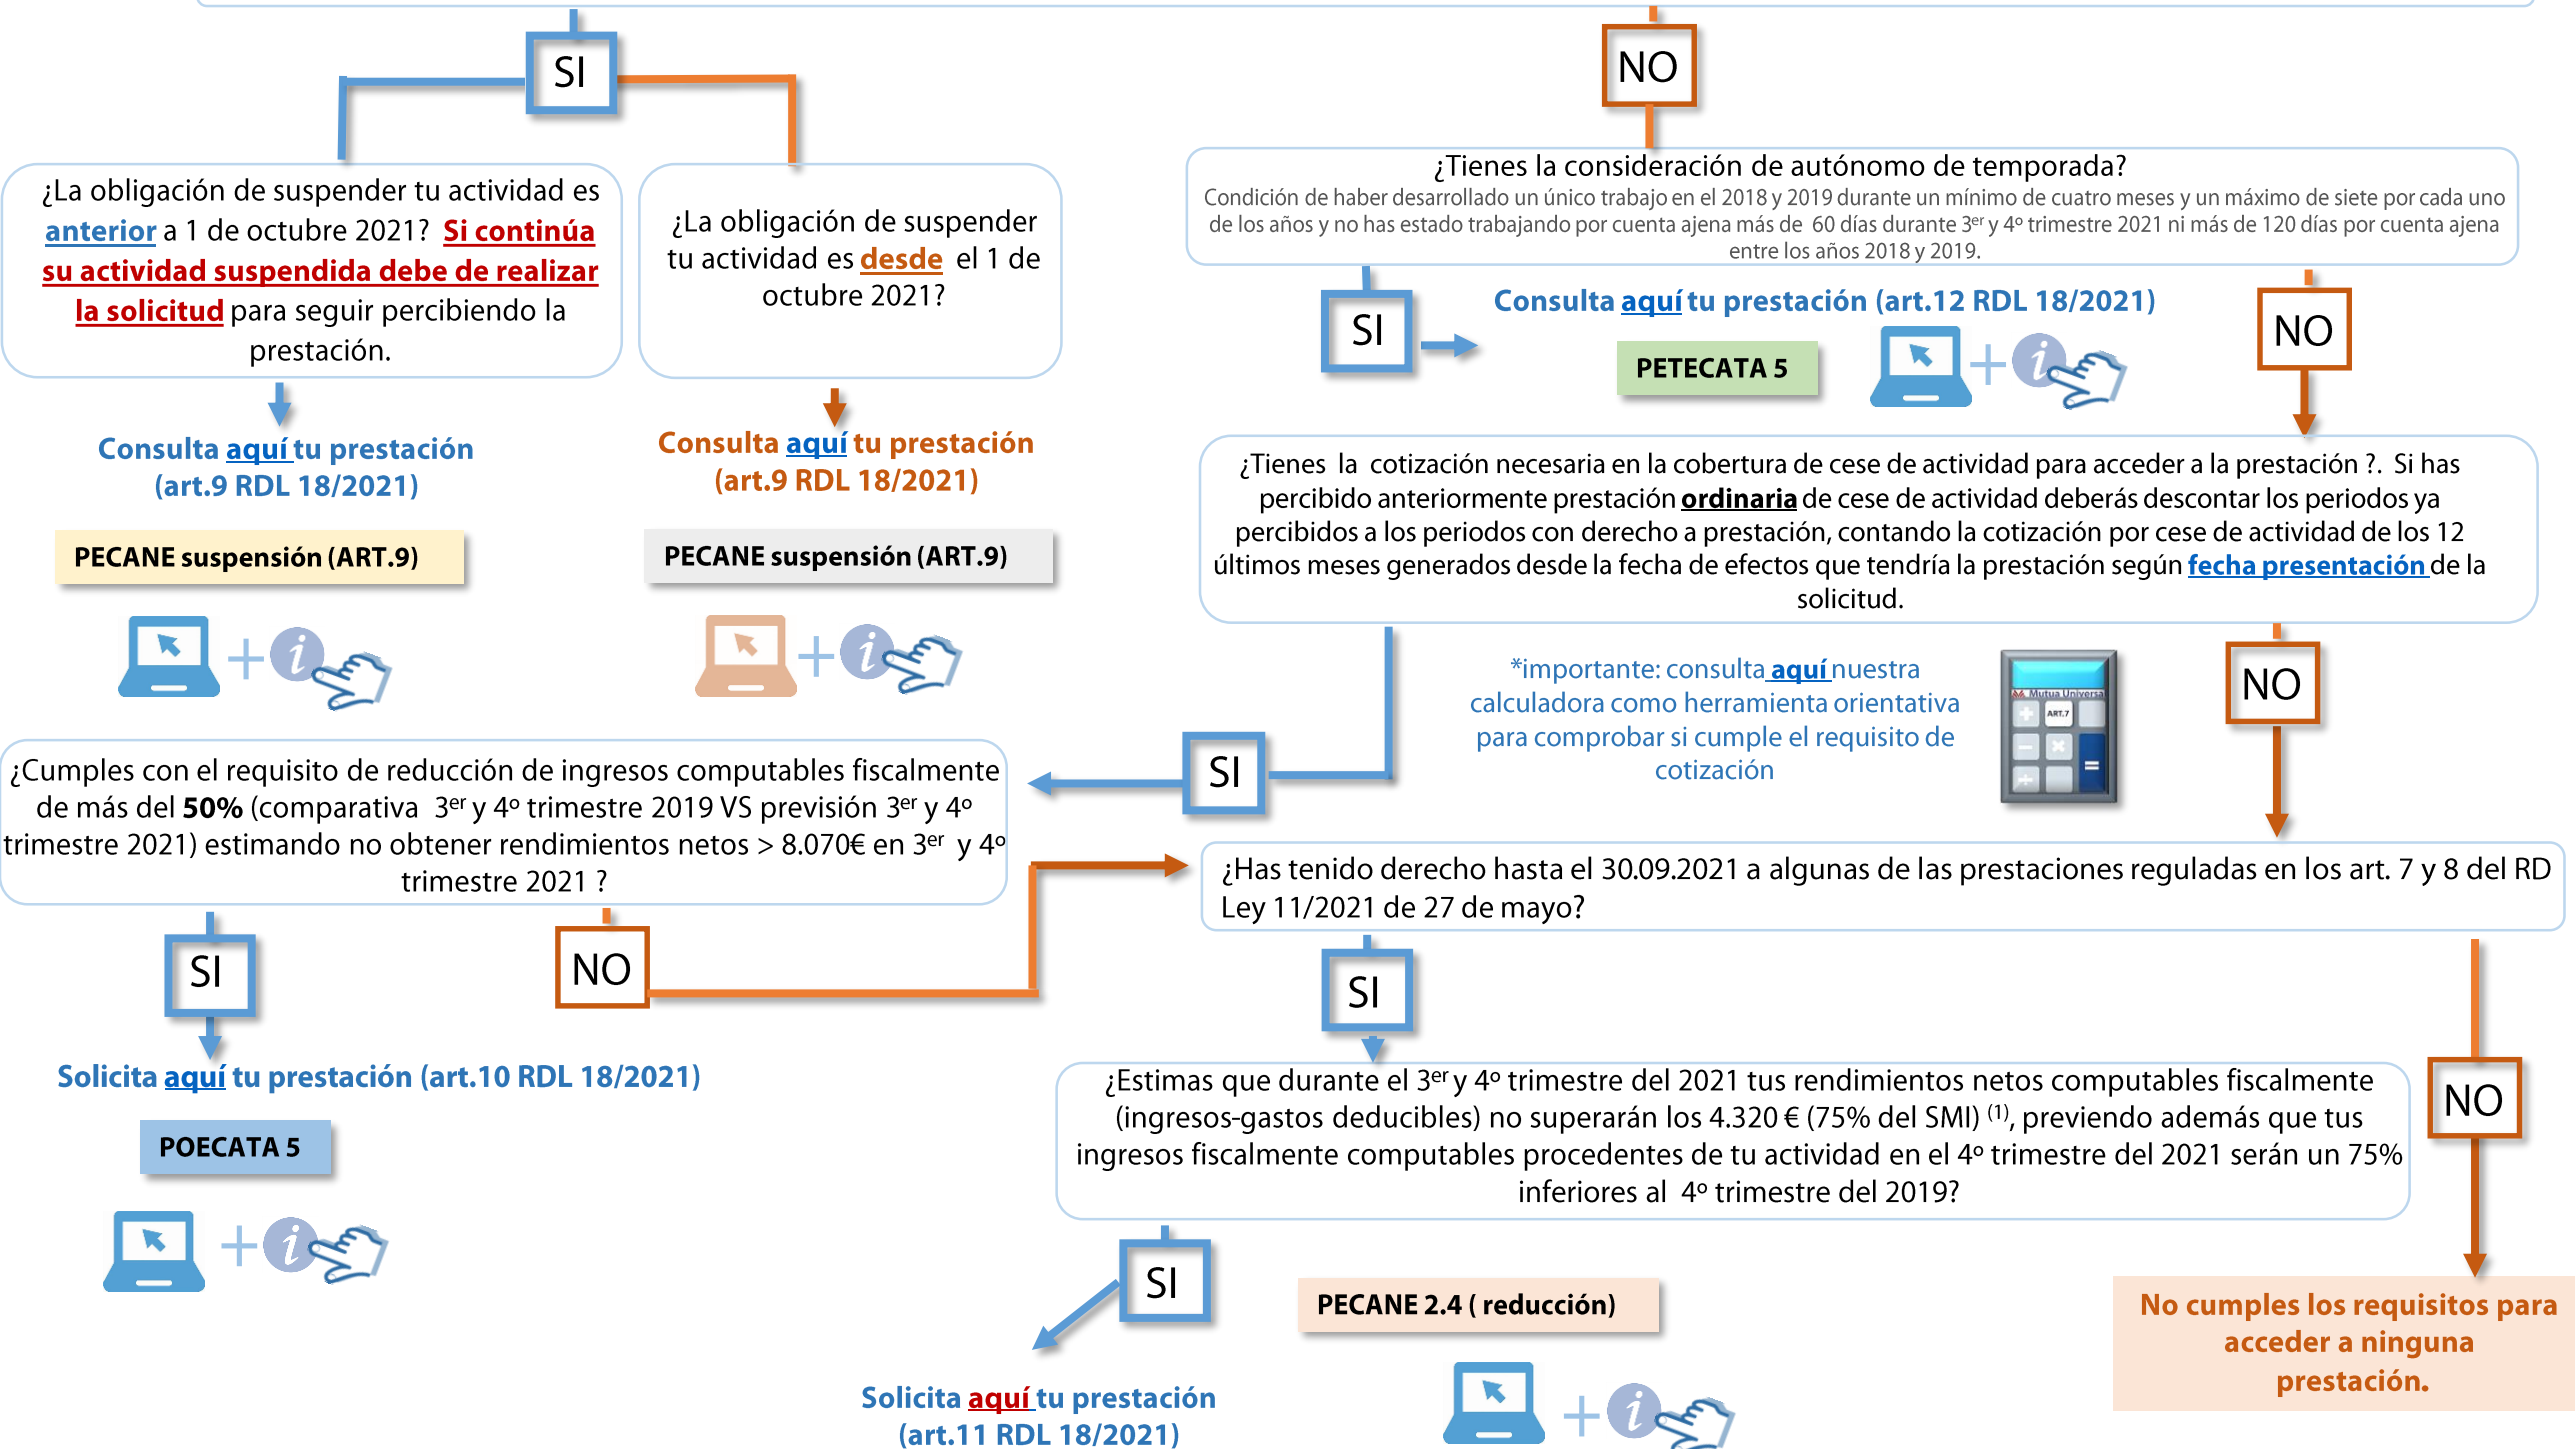 SI
NO
¿La obligación de suspender tu actividad es
anterior a 1 de octubre 2021? Si continúa
su actividad suspendida debe de realizar
la solicitud para seguir percibiendo la
prestación.
¿La obligación de suspender
tu actividad es desde el 1 de
octubre 2021?
¿Tienes la consideración de autónomo de temporada?
Condición de haber desarrollado un único trabajo en el 2018 y 2019 durante un mínimo de cuatro meses y un máximo de siete por cada uno
de los años y no has estado trabajando por cuenta ajena más de 60 días durante 3er y 4º trimestre 2021 ni más de 120 días por cuenta ajena
entre los años 2018 y 2019.
SI
Consulta aquí tu prestación (art.12 RDL 18/2021)
PETECATA 5
NO
Consulta aquí tu prestación
(art.9 RDL 18/2021)
PECANE suspensión (ART.9)
Consulta aquí tu prestación
(art.9 RDL 18/2021)
PECANE suspensión (ART.9)
¿Tienes la cotización necesaria en la cobertura de cese de actividad para acceder a la prestación ?. Si has
percibido anteriormente prestación ordinaria de cese de actividad deberás descontar los periodos ya
percibidos a los periodos con derecho a prestación, contando la cotización por cese de actividad de los 12
últimos meses generados desde la fecha de efectos que tendría la prestación según fecha presentación de la
solicitud.
*importante: consulta aquí nuestra
calculadora como herramienta orientativa
para comprobar si cumple el requisito de
cotización
Mutua Universa
ART.7
NO
SI
¿Cumples con el requisito de reducción de ingresos computables fiscalmente
de más del 50% (comparativa 3er y 4º trimestre 2019 VS previsión 3er y 4º
trimestre 2021) estimando no obtener rendimientos netos > 8.070€ en 3er y 4º
trimestre 2021 ?
¿Has tenido derecho hasta el 30.09.2021 a algunas de las prestaciones reguladas en los art. 7 y 8 del RD
Ley 11/2021 de 27 de mayo?
SI
NO
SI
Solicita aquí tu prestación (art.10 RDL 18/2021)
POECATA 5
¿Estimas que durante el 3er y 4º trimestre del 2021 tus rendimientos netos computables fiscalmente
(ingresos-gastos deducibles) no superarán los 4.320 € (75% del SMI) (1), previendo además que tus
ingresos fiscalmente computables procedentes de tu actividad en el 4º trimestre del 2021 serán un 75%
inferiores al 4º trimestre del 2019?
NO
SI
PECANE 2.4 ( reducción)
Solicita aquí tu prestación
(art.11 RDL 18/2021)
No cumples los requisitos para
acceder a ninguna
prestación.